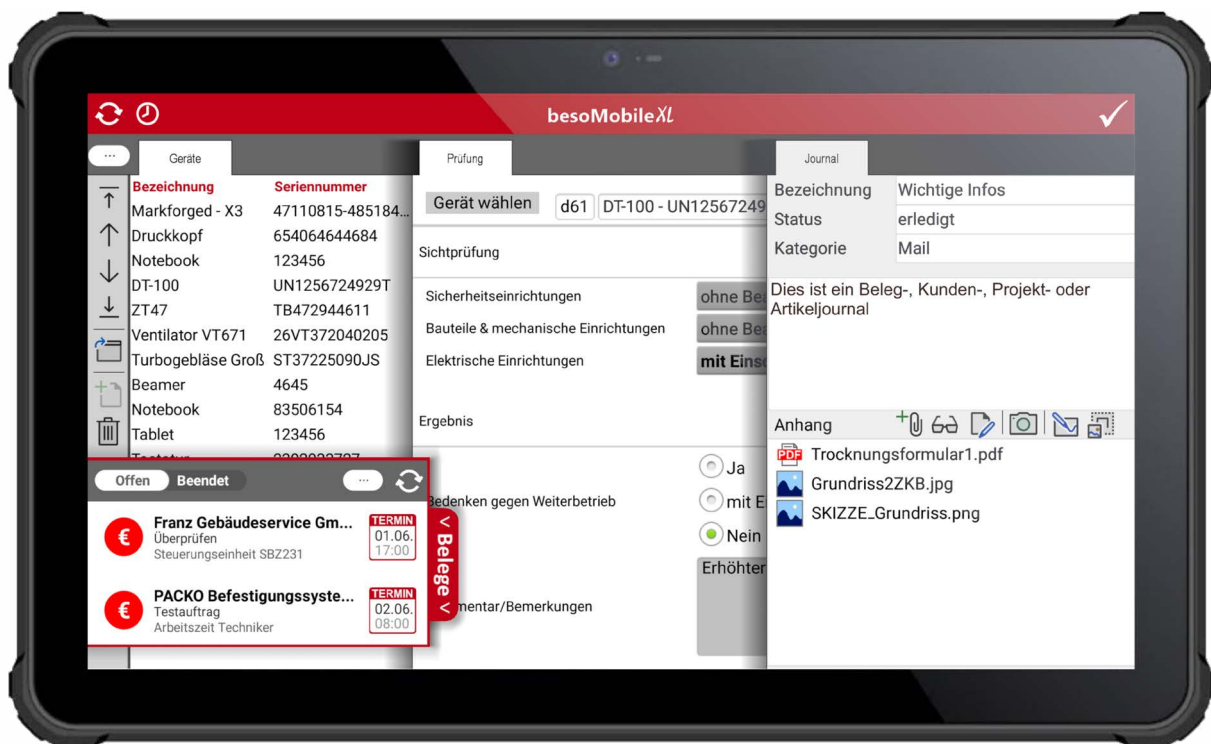 besoMobileXL
...
Geräte
Bezeichnung Seriennummer
Markforged - X3 47110815-485184...
Druckkopf 654064644684
Notebook 123456
DT-100 UN1256724929T
ZT47 TB472944611
Ventilator VT671 26VT372040205
Turbogebläse Groß ST37225090JS
Beamer 4645
Notebook 83506154
Tablet 123456
Offen Beendet ...
Franz Gebäudeservice Gm...
Überprüfen
Steuerungseinheit SBZ231
TERMIN
01.06.
17:00
PACKO Befestigungssyste...
Testauftrag
Arbeitszeit Techniker
TERMIN
02.06.
08:00
< Belege <
Prüfung
Gerät wählen d61 DT-100 - UN12567249
Sichtprüfung
Sicherheitseinrichtungen ohne Be
Bauteile & mechanische Einrichtungen ohne Be
Elektrische Einrichtungen mit Eins
Ergebnis
Ja
Bedenken gegen Weiterbetrieb mit E
Nein
Erhöhter
mentar/Bemerkungen
Journal
Bezeichnung Wichtige Infos
Status erledigt
Kategorie Mail
Dies ist ein Beleg-, Kunden-, Projekt- oder
Artikeljournal
Anhang
PDF Trocknungsformular1.pdf
Grundriss2ZKB.jpg
SKIZZE_Grundriss.png